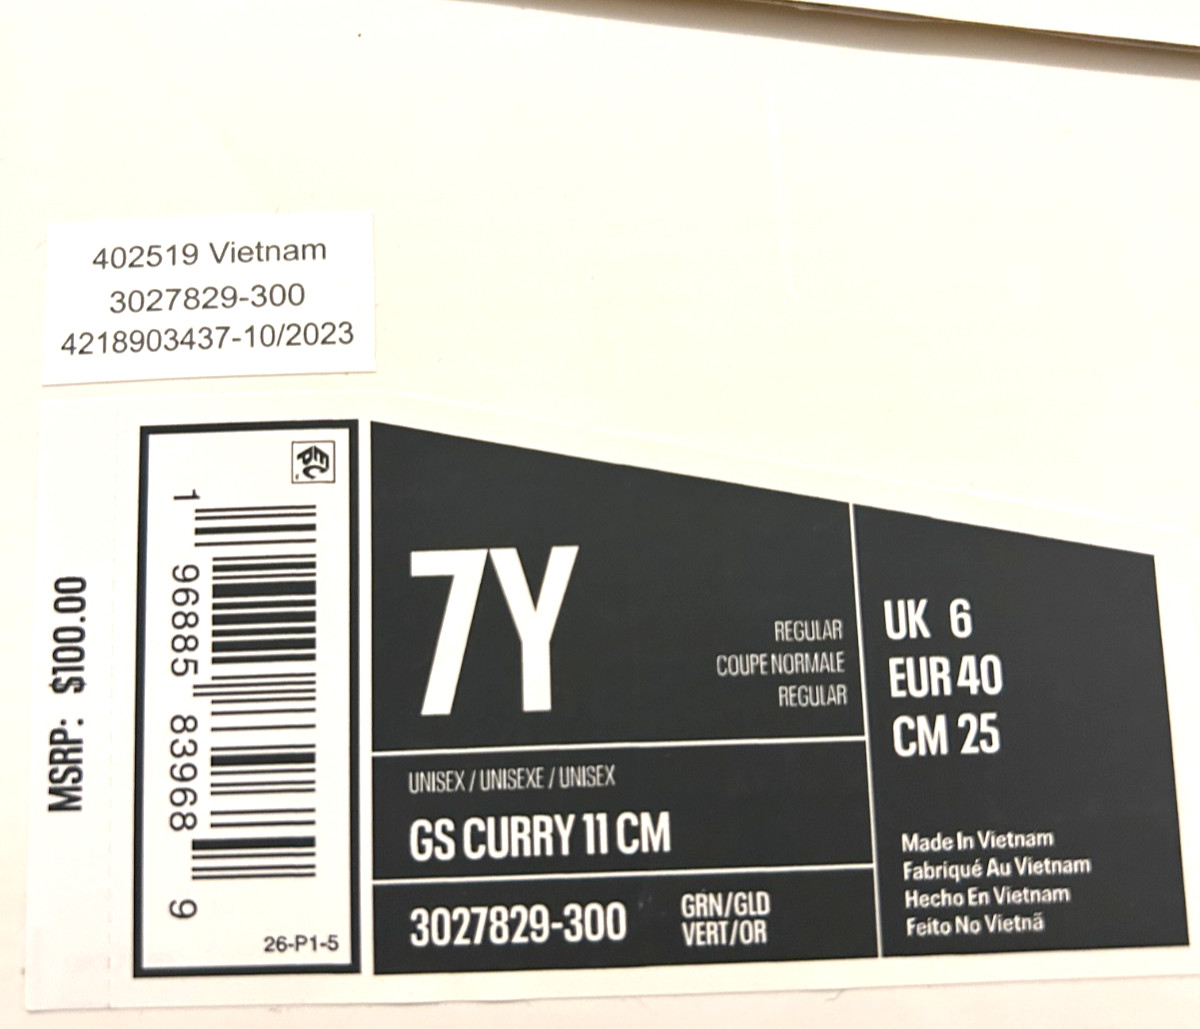 402519 Vietnam
3027829-300
4218903437-10/2023
MSRP: $100.00
1 96885 83968 9
26-P1-5
7Y
REGULAR
COUPE NORMALE
REGULAR
UNISEX / UNISEXE / UNISEX
GS CURRY 11 CM
3027829-300
GRN/GLD
VERT/OR
UK 6
EUR 40
CM 25
Made In Vietnam
Fabriqué Au Vietnam
Hecho En Vietnam
Feito No Vietnã